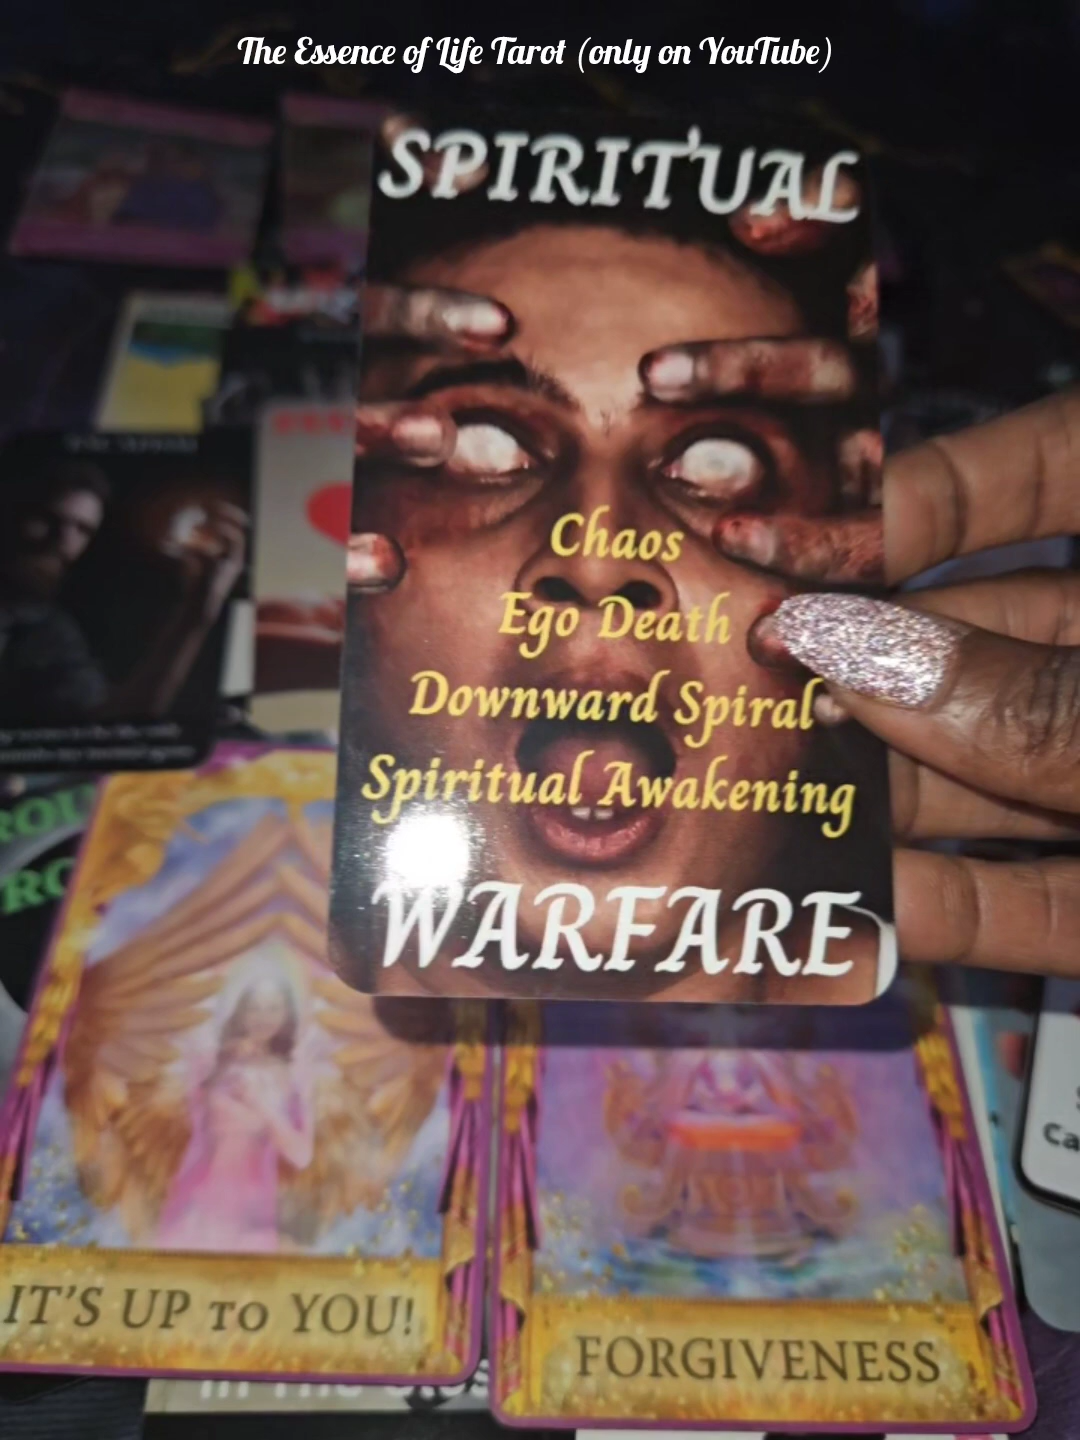 The Essence of Life Tarot (only on YouTube)
SPIRITUAL
Chaos
Ego Death
Downward Spiral
Spiritual Awakening
WARFARE
IT'S UP TO YOU!
FORGIVENESS